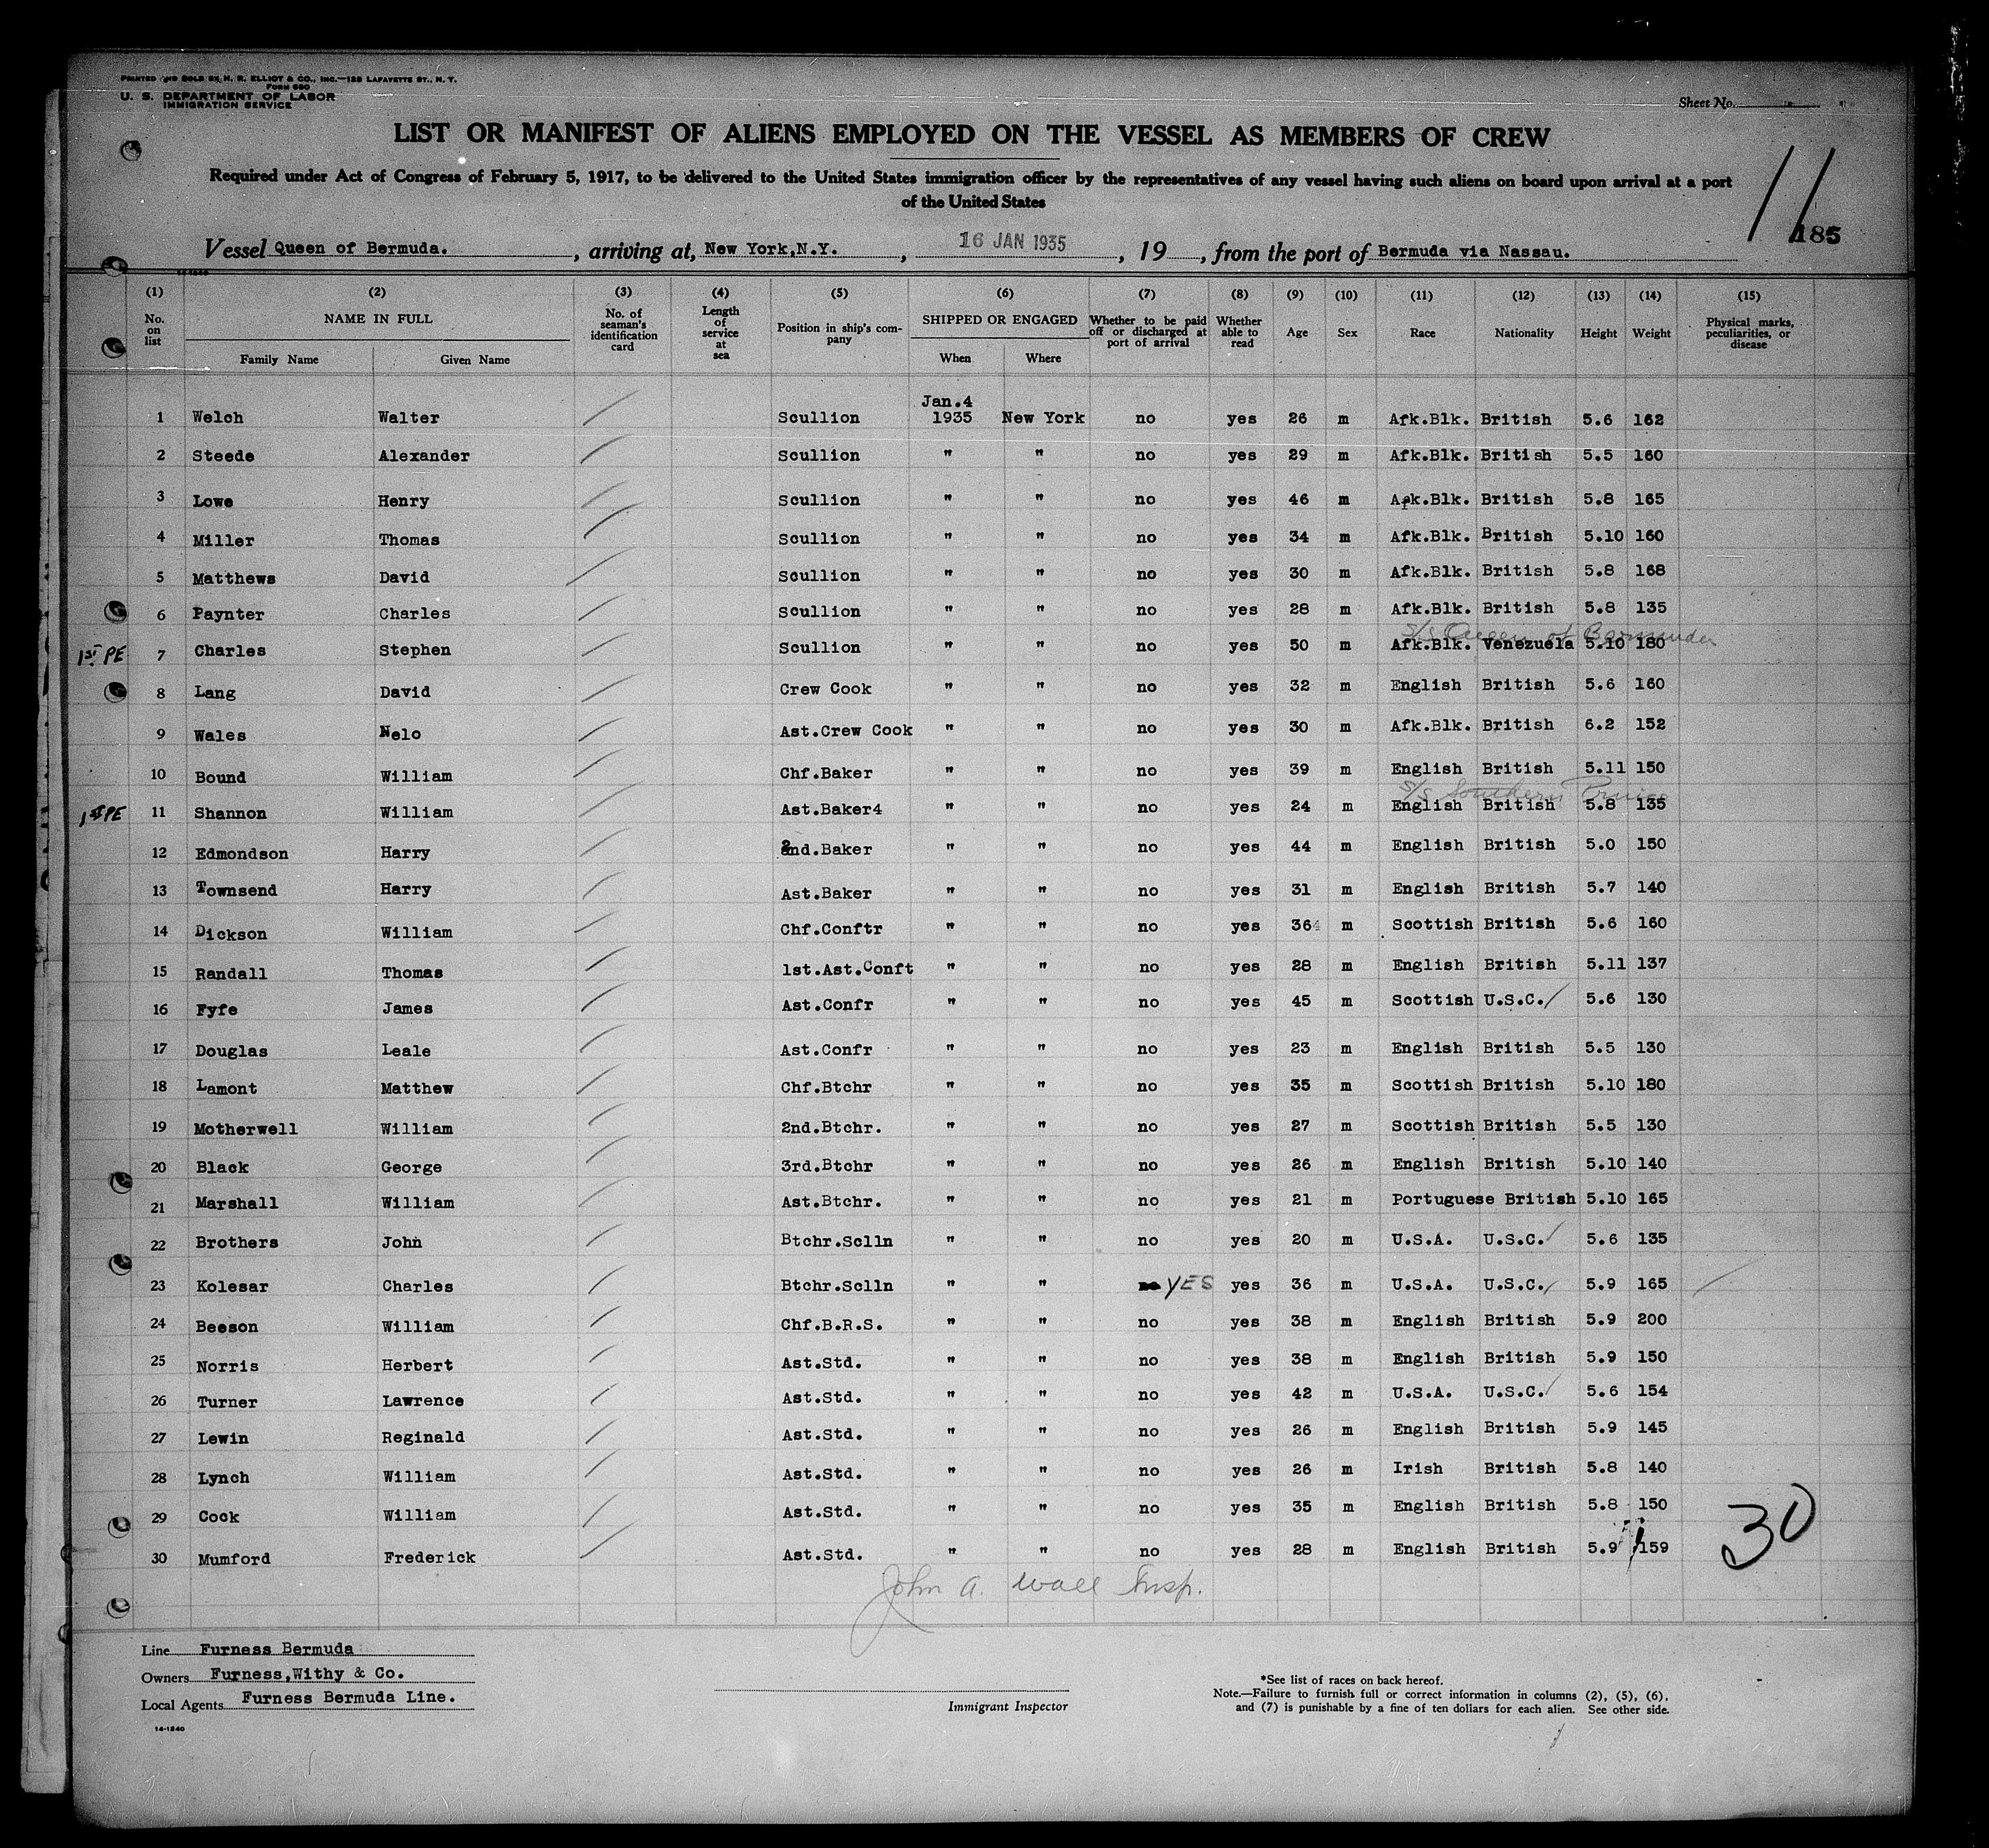 PRINTED AND SOLD BY H. R. ELLIOT & CO., INC.—129 LAFAYETTE ST., N. Y.
FORM 680
U. S. DEPARTMENT OF LABOR
IMMIGRATION SERVICE
Sheet No.
LIST OR MANIFEST OF ALIENS EMPLOYED ON THE VESSEL AS MEMBERS OF CREW
Required under Act of Congress of February 5, 1917, to be delivered to the United States immigration officer by the representatives of any vessel having such aliens on board upon arrival at a port
of the United States
11
185
Vessel Queen of Bermuda. , arriving at, New York, N.Y. , 16 JAN 1935 , 19 , from the port of Bermuda via Nassau.
(1) (2) (3) (4) (5) (6) (7) (8) (9) (10) (11) (12) (13) (14) (15)
No. on list NAME IN FULL Family Name Given Name No. of seaman's identification card Length of service at sea Position in ship's company SHIPPED OR ENGAGED When Where Whether to be paid off or discharged at port of arrival Whether able to read Age Sex Race Nationality Height Weight Physical marks, peculiarities, or disease
Jan.4
1 Welch Walter Scullion 1935 New York no yes 26 m Afk.Blk. British 5.6 162
2 Steede Alexander Scullion " " no yes 29 m Afk.Blk. British 5.5 160
3 Lowe Henry Scullion " " no yes 46 m Afk.Blk. British 5.8 165
4 Miller Thomas Scullion " " no yes 34 m Afk.Blk. British 5.10 160
5 Matthews David Scullion " " no yes 30 m Afk.Blk. British 5.8 168
6 Paynter Charles Scullion " " no yes 28 m Afk.Blk. British 5.8 135
S/S Queen of Bermuda
1st PE 7 Charles Stephen Scullion " " no yes 50 m Afk.Blk. Venezuela 5.10 180
8 Lang David Crew Cook " " no yes 32 m English British 5.6 160
9 Wales Nelo Ast.Crew Cook " " no yes 30 m Afk.Blk. British 6.2 152
10 Bound William Chf.Baker " " no yes 39 m English British 5.11 150
S/S Southern Prince
1st PE 11 Shannon William Ast.Baker4 " " no yes 24 m English British 5.8 135
12 Edmondson Harry 2nd.Baker " " no yes 44 m English British 5.0 150
13 Townsend Harry Ast.Baker " " no yes 31 m English British 5.7 140
14 Dickson William Chf.Conftr " " no yes 364 m Scottish British 5.6 160
15 Randall Thomas 1st.Ast.Conft " " no yes 28 m English British 5.11 137
16 Fyfe James Ast.Confr " " no yes 45 m Scottish U.S.C. 5.6 130
17 Douglas Leale Ast.Confr " " no yes 23 m English British 5.5 130
18 Lamont Matthew Chf.Btchr " " no yes 35 m Scottish British 5.10 180
19 Motherwell William 2nd.Btchr. " " no yes 27 m Scottish British 5.5 130
20 Black George 3rd.Btchr " " no yes 26 m English British 5.10 140
21 Marshall William Ast.Btchr. " " no yes 21 m Portuguese British 5.10 165
22 Brothers John Btchr.Sclln " " no yes 20 m U.S.A. U.S.C. 5.6 135
23 Kolesar Charles Btchr.Sclln " " no YES yes 36 m U.S.A. U.S.C. 5.9 165
24 Beeson William Chf.B.R.S. " " no yes 38 m English British 5.9 200
25 Norris Herbert Ast.Std. " " no yes 38 m English British 5.9 150
26 Turner Lawrence Ast.Std. " " no yes 42 m U.S.A. U.S.C. 5.6 154
27 Lewin Reginald Ast.Std. " " no yes 26 m English British 5.9 145
28 Lynch William Ast.Std. " " no yes 26 m Irish British 5.8 140
29 Cock William Ast.Std. " " no yes 35 m English British 5.8 150
30 Mumford Frederick Ast.Std. " " no yes 28 m English British 5.9 159
30
John A. Wall Insp.
Line Furness Bermuda
Owners Furness,Withy & Co.
Local Agents Furness Bermuda Line.
14-1240
Immigrant Inspector
*See list of races on back hereof.
Note.—Failure to furnish full or correct information in columns (2), (5), (6),
and (7) is punishable by a fine of ten dollars for each alien. See other side.